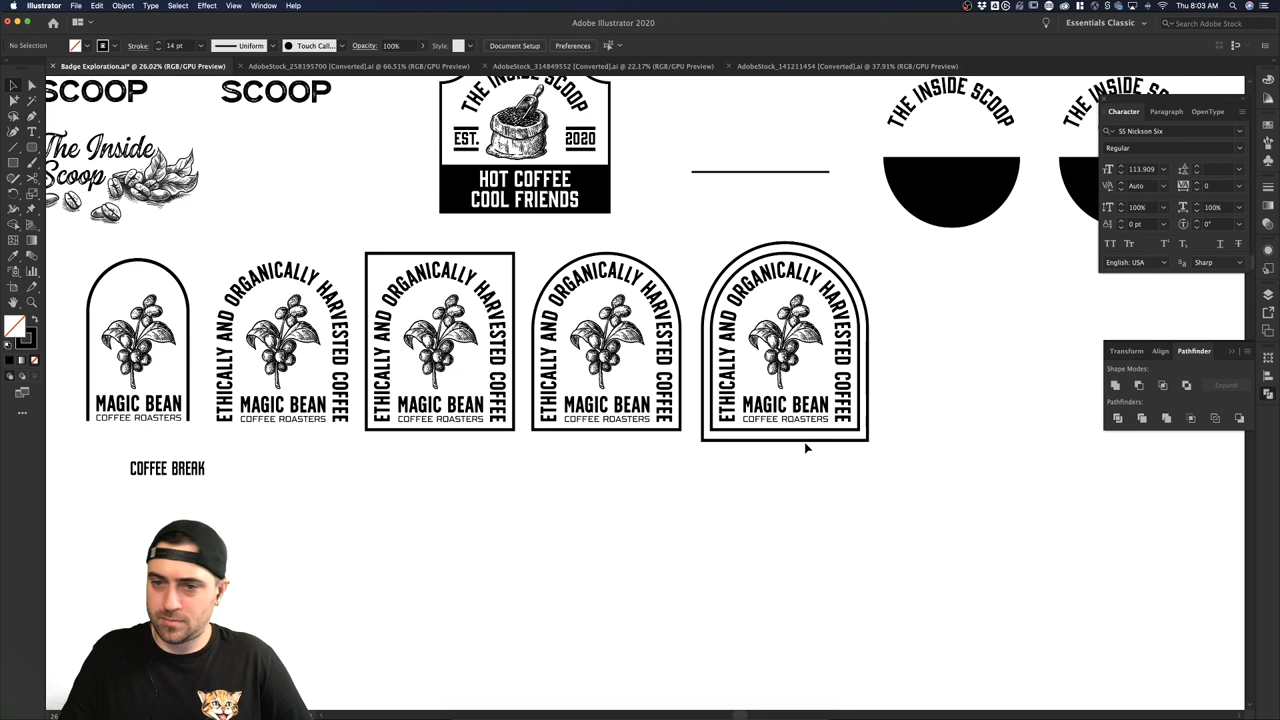 Illustrator File Edit Object Type Select Effect View Window Help
Thu 8:03 AM
Adobe Illustrator 2020
Essentials Classic
Search Adobe Stock
No Selection
Stroke: 14 pt
Uniform
Touch Call...
Opacity: 100%
Style:
Document Setup
Preferences
Badge Exploration.ai* @ 26.02% (RGB/GPU Preview)
AdobeStock_258195700 [Converted].ai @ 66.51% (RGB/GPU Preview)
AdobeStock_314849552 [Converted].ai @ 22.17% (RGB/GPU Preview)
AdobeStock_141211454 [Converted].ai @ 37.91% (RGB/GPU Preview)
SCOOP
SCOOP
The Inside
Scoop
THE INSIDE SCOOP
EST. 2020
HOT COFFEE
COOL FRIENDS
THE INSIDE SCOOP
THE INSIDE SC
Character Paragraph OpenType
SS Nickson Six
Regular
113.909
Auto 0
100% 100%
0 pt 0°
English: USA Sharp
Transform Align Pathfinder
Shape Modes:
Expand
Pathfinders:
MAGIC BEAN
COFFEE ROASTERS
ETHICALLY AND ORGANICALLY HARVESTED COFFEE
MAGIC BEAN
COFFEE ROASTERS
ETHICALLY AND ORGANICALLY HARVESTED COFFEE
MAGIC BEAN
COFFEE ROASTERS
ETHICALLY AND ORGANICALLY HARVESTED COFFEE
MAGIC BEAN
COFFEE ROASTERS
ETHICALLY AND ORGANICALLY HARVESTED COFFEE
MAGIC BEAN
COFFEE ROASTERS
COFFEE BREAK
26